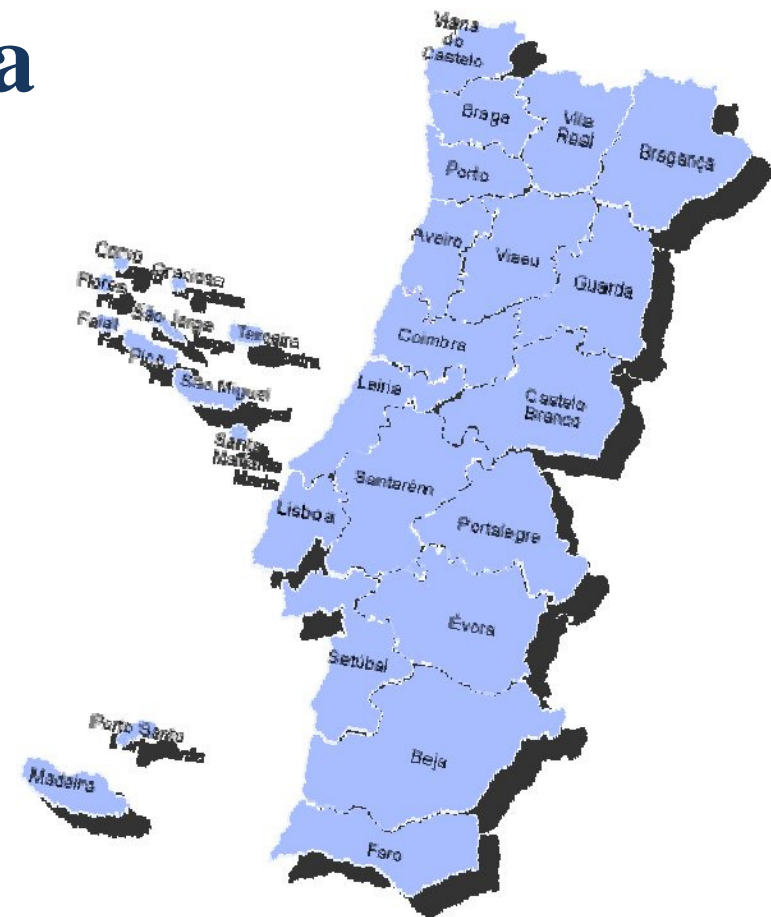 a
Viana
do
Castelo
Braga
Vila
Real
Bragança
Porto
Aveiro
Viseu
Guarda
Corvo
Graciosa
Flores
São Jorge
Terceira
Faial
Pico
Coimbra
São Miguel
Leiria
Castelo
Branco
Santa
Maria
Santarém
Lisboa
Portalegre
Évora
Setúbal
Porto Santo
Beja
Madeira
Faro